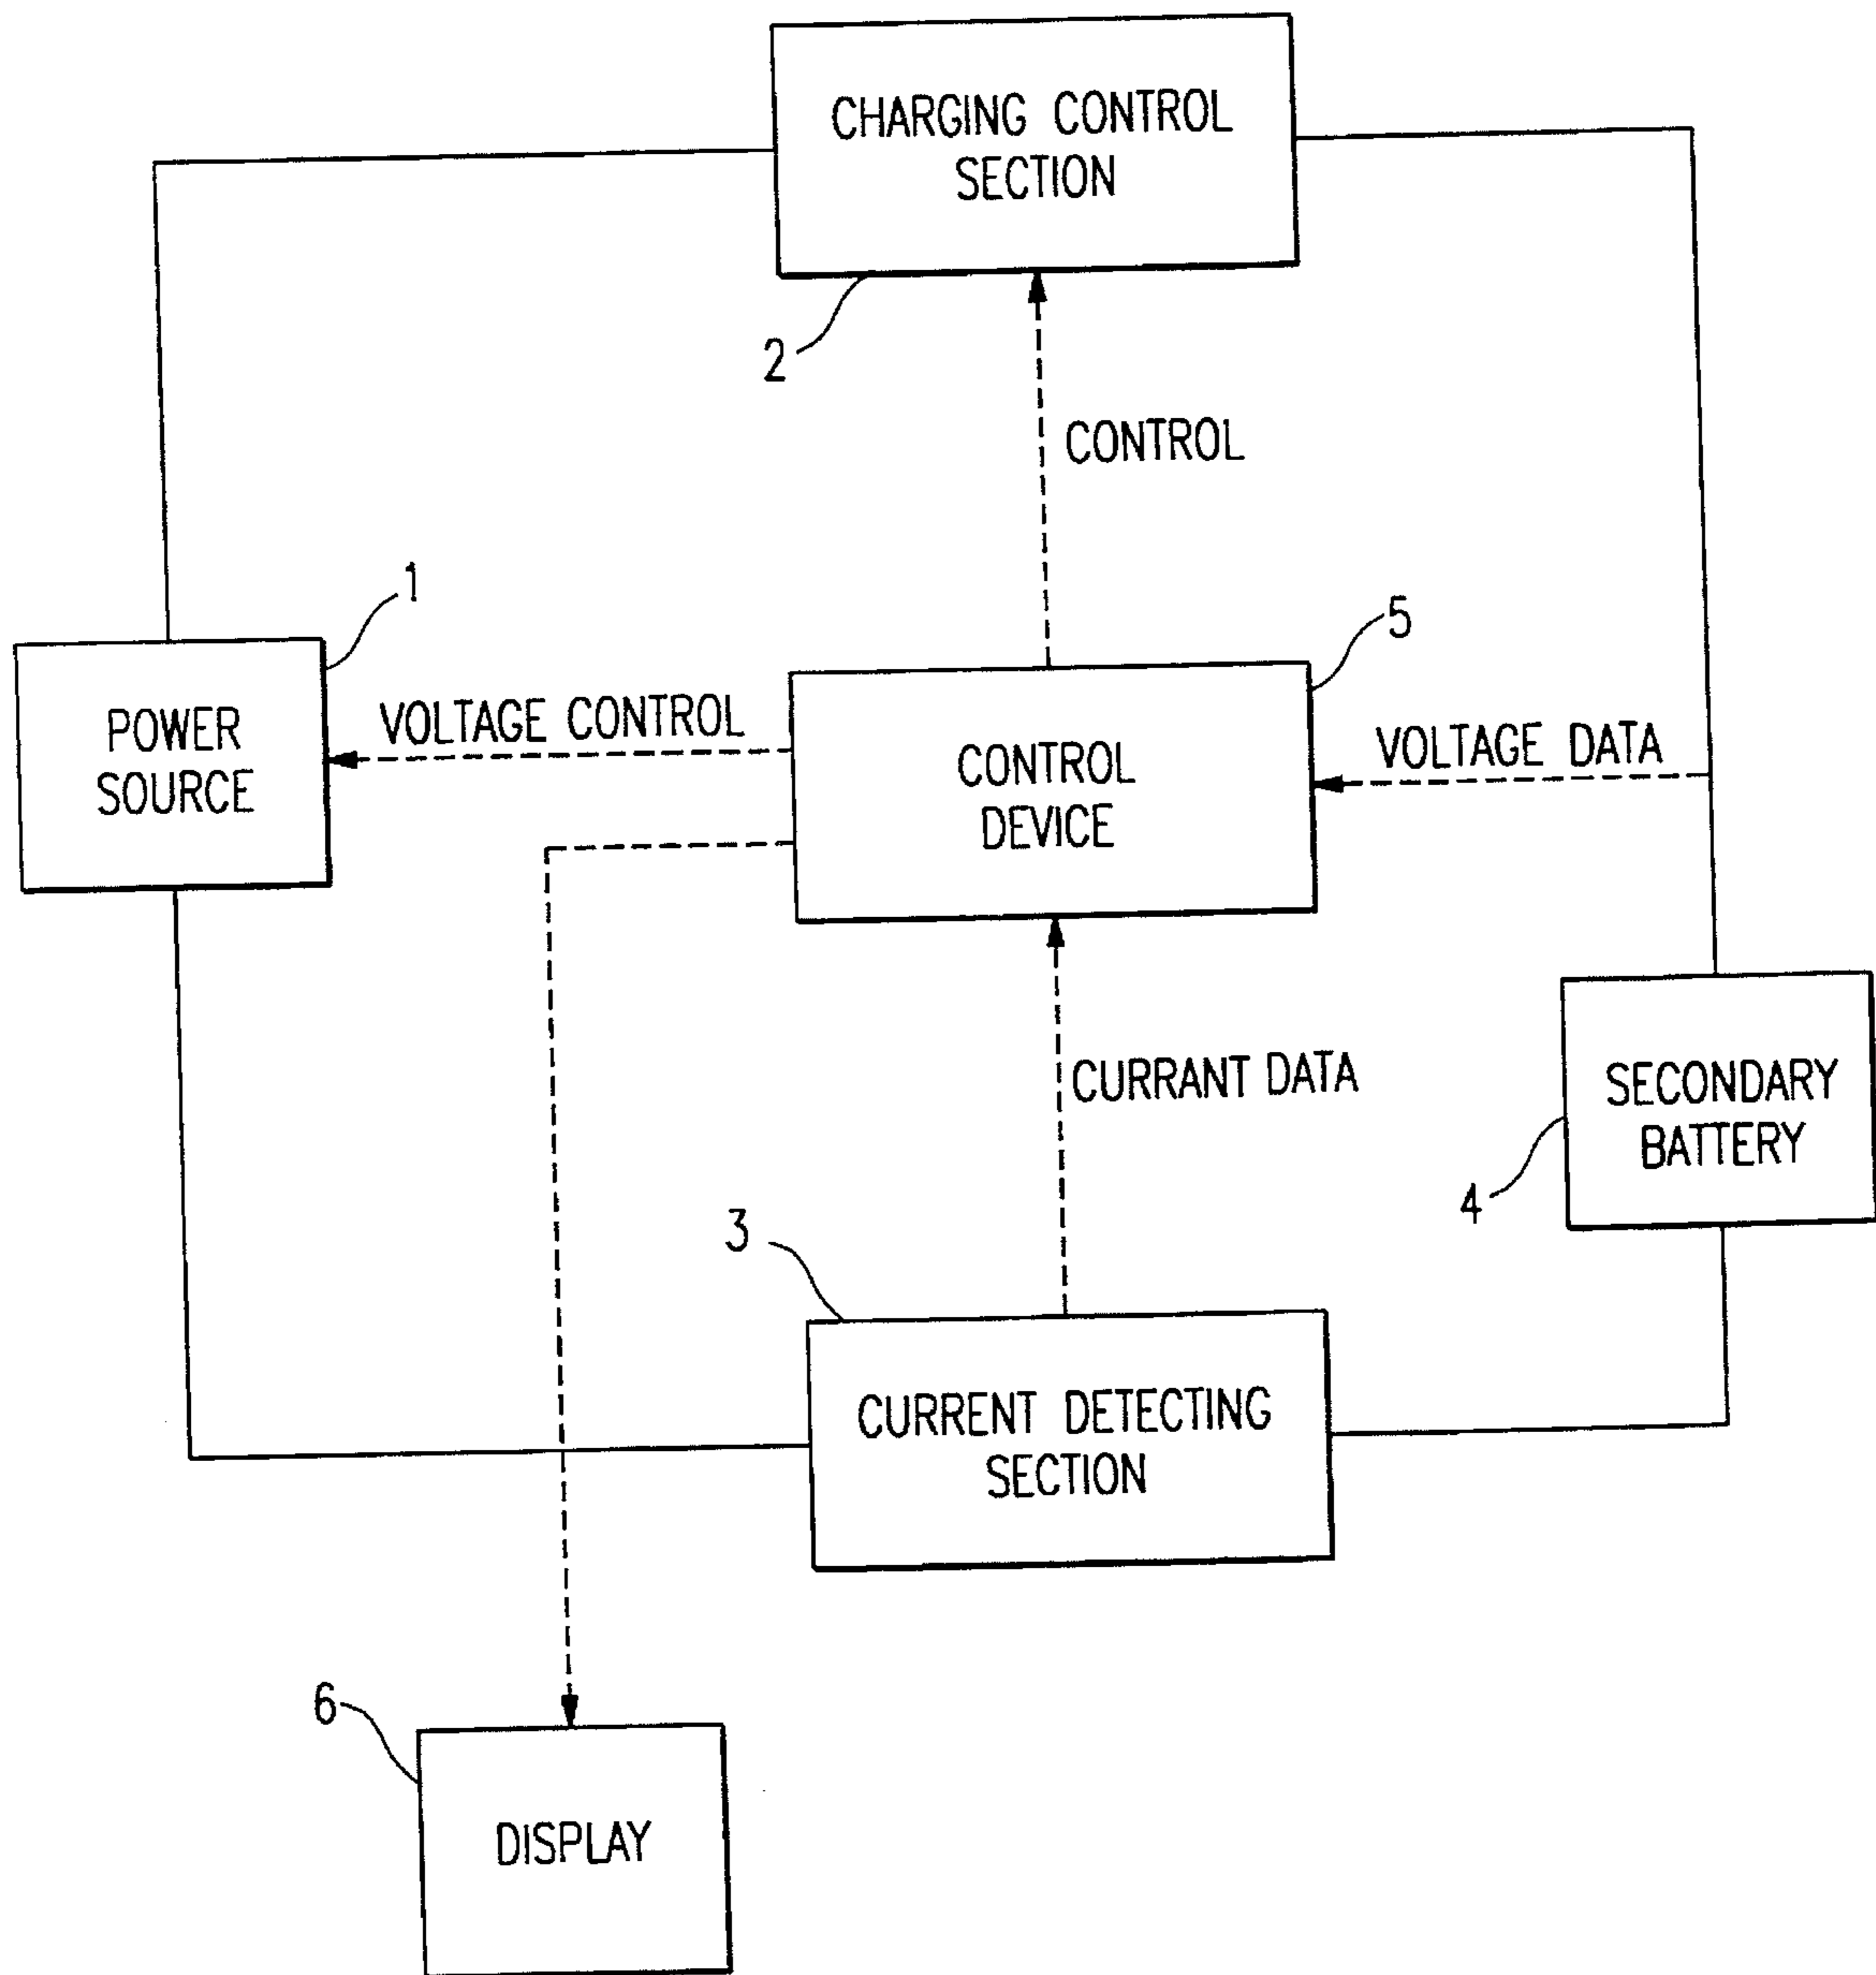 CHARGING CONTROL
SECTION
2
CONTROL
1
5
POWER
SOURCE
VOLTAGE CONTROL
CONTROL
DEVICE
VOLTAGE DATA
CURRANT DATA
SECONDARY
BATTERY
4
3
CURRENT DETECTING
SECTION
6
DISPLAY